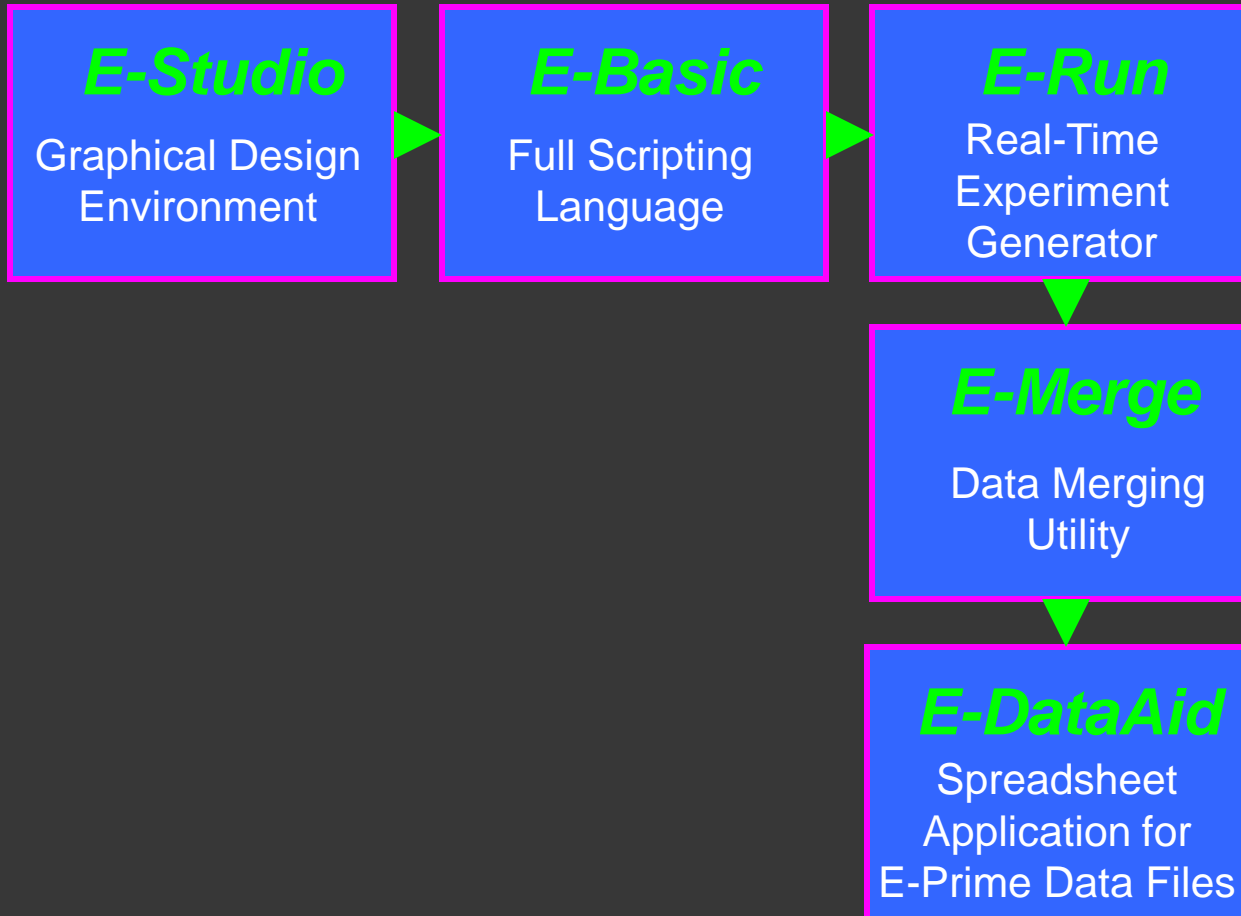 E-Studio
Graphical Design
Environment
E-Basic
Full Scripting
Language
E-Run
Real-Time
Experiment
Generator
E-Merge
Data Merging
Utility
E-DataAid
Spreadsheet
Application for
E-Prime Data Files